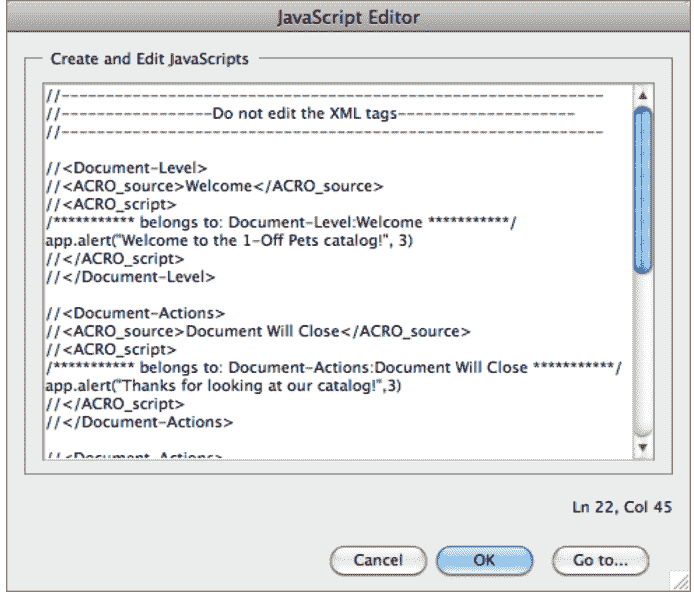 JavaScript Editor
Create and Edit JavaScripts
//-------------------------------------------------------------
//-----------------Do not edit the XML tags--------------------
//-------------------------------------------------------------
//<Document-Level>
//<ACRO_source>Welcome</ACRO_source>
//<ACRO_script>
/*********** belongs to: Document-Level:Welcome ***********/
app.alert("Welcome to the 1-Off Pets catalog!", 3)
//</ACRO_script>
//</Document-Level>
//<Document-Actions>
//<ACRO_source>Document Will Close</ACRO_source>
//<ACRO_script>
/*********** belongs to: Document-Actions:Document Will Close ***********/
app.alert("Thanks for looking at our catalog!",3)
//</ACRO_script>
//</Document-Actions>
//<Document-Actions>
Ln 22, Col 45
Cancel
OK
Go to...